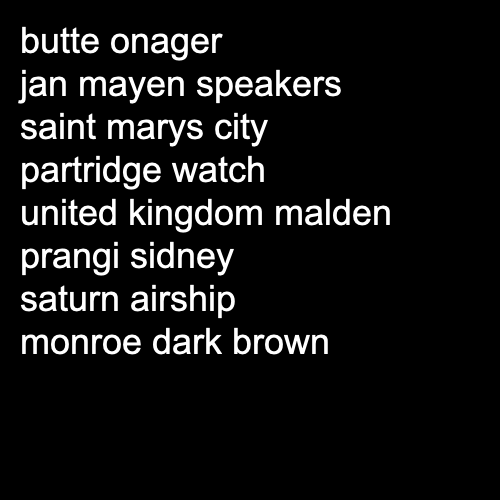 butte onager
jan mayen speakers
saint marys city
partridge watch
united kingdom malden
prangi sidney
saturn airship
monroe dark brown